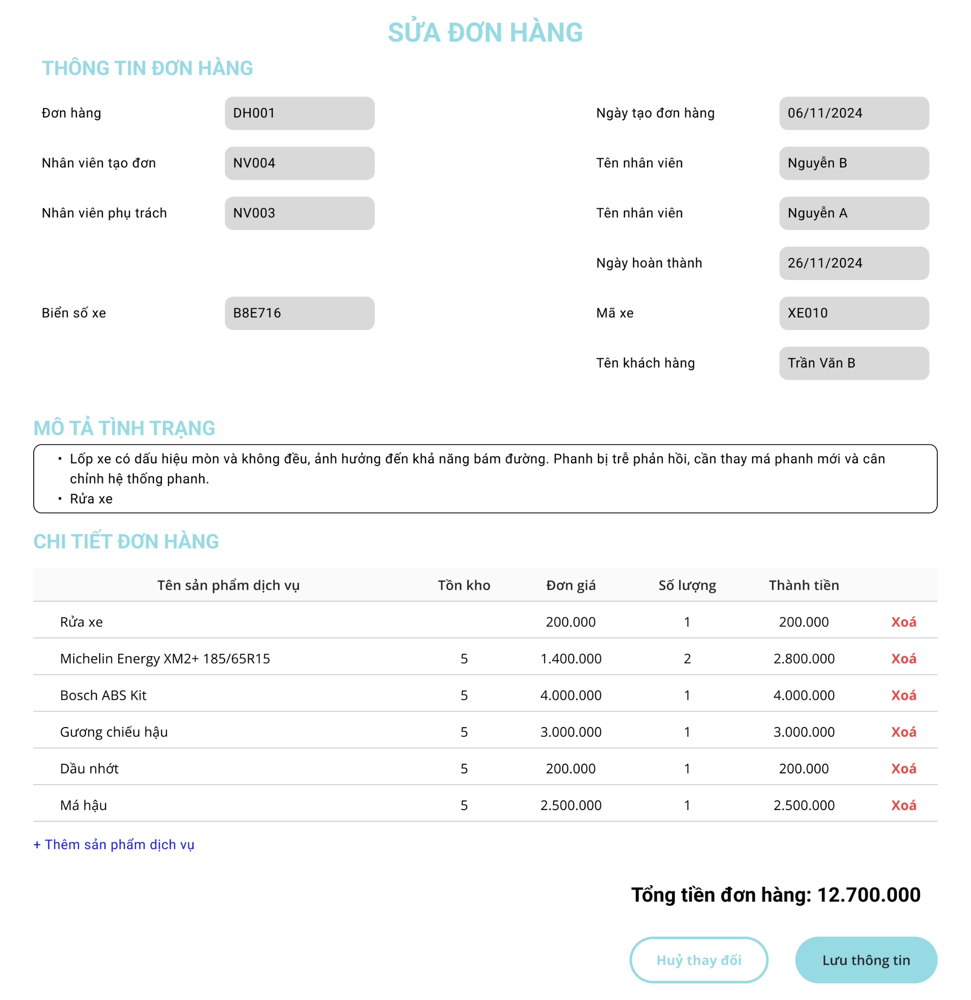 SỬA ĐƠN HÀNG
THÔNG TIN ĐƠN HÀNG
Đơn hàng DH001 Ngày tạo đơn hàng 06/11/2024
Nhân viên tạo đơn NV004 Tên nhân viên Nguyễn B
Nhân viên phụ trách NV003 Tên nhân viên Nguyễn A
Ngày hoàn thành 26/11/2024
Biển số xe B8E716 Mã xe XE010
Tên khách hàng Trần Văn B
MÔ TẢ TÌNH TRẠNG
• Lốp xe có dấu hiệu mòn và không đều, ảnh hưởng đến khả năng bám đường. Phanh bị trễ phản hồi, cần thay má phanh mới và cân
chỉnh hệ thống phanh.
• Rửa xe
CHI TIẾT ĐƠN HÀNG
Tên sản phẩm dịch vụ Tồn kho Đơn giá Số lượng Thành tiền
Rửa xe 200.000 1 200.000 Xoá
Michelin Energy XM2+ 185/65R15 5 1.400.000 2 2.800.000 Xoá
Bosch ABS Kit 5 4.000.000 1 4.000.000 Xoá
Gương chiếu hậu 5 3.000.000 1 3.000.000 Xoá
Dầu nhớt 5 200.000 1 200.000 Xoá
Má hậu 5 2.500.000 1 2.500.000 Xoá
+ Thêm sản phẩm dịch vụ
Tổng tiền đơn hàng: 12.700.000
Huỷ thay đổi Lưu thông tin